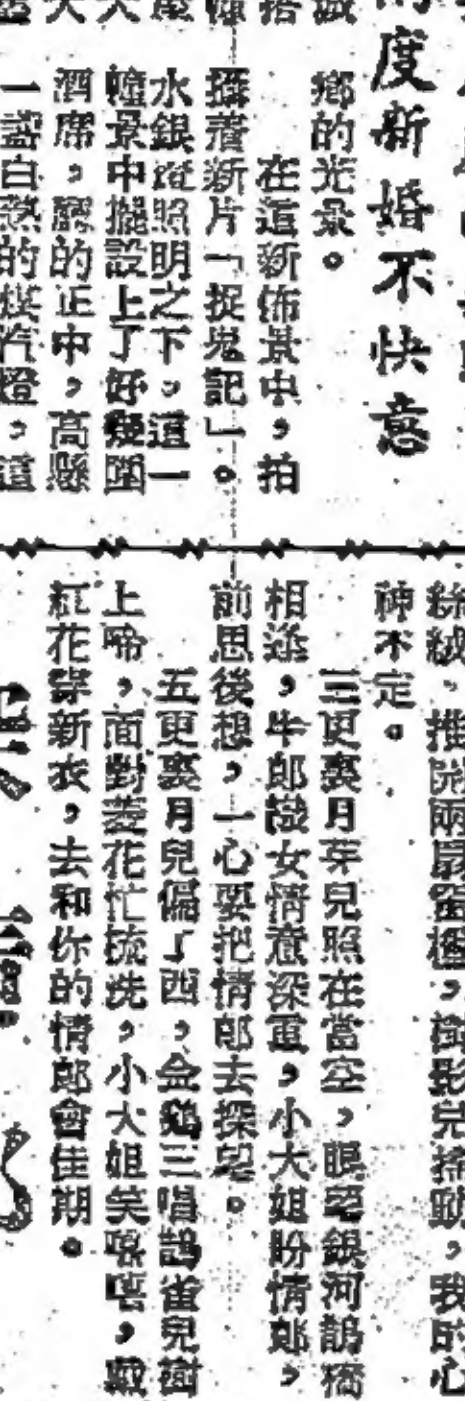 度新婚不快意
鄉的光景。
在這新佈景中，拍
攝著新片「捉鬼記」。
水銀燈照明之下，這一
幢景中擺設上了好幾圍
酒席，廳的正中，高懸
一盞白熱的煤汽燈，這
推開兩扇窗櫺，樹影兒搖動，我的心
神不定。
三更裏月芽兒照在當空，眼望銀河鵲橋
相逢，牛郎織女情意深重，小大姐盼情郎，
前思後想，一心要把情郎去探望。
五更裏月兒偏了西，金鷄三唱鵲雀兒樹
上啼，面對菱花忙梳洗，小大姐笑嘻嘻，戴
紅花穿新衣，去和你的情郎會佳期。